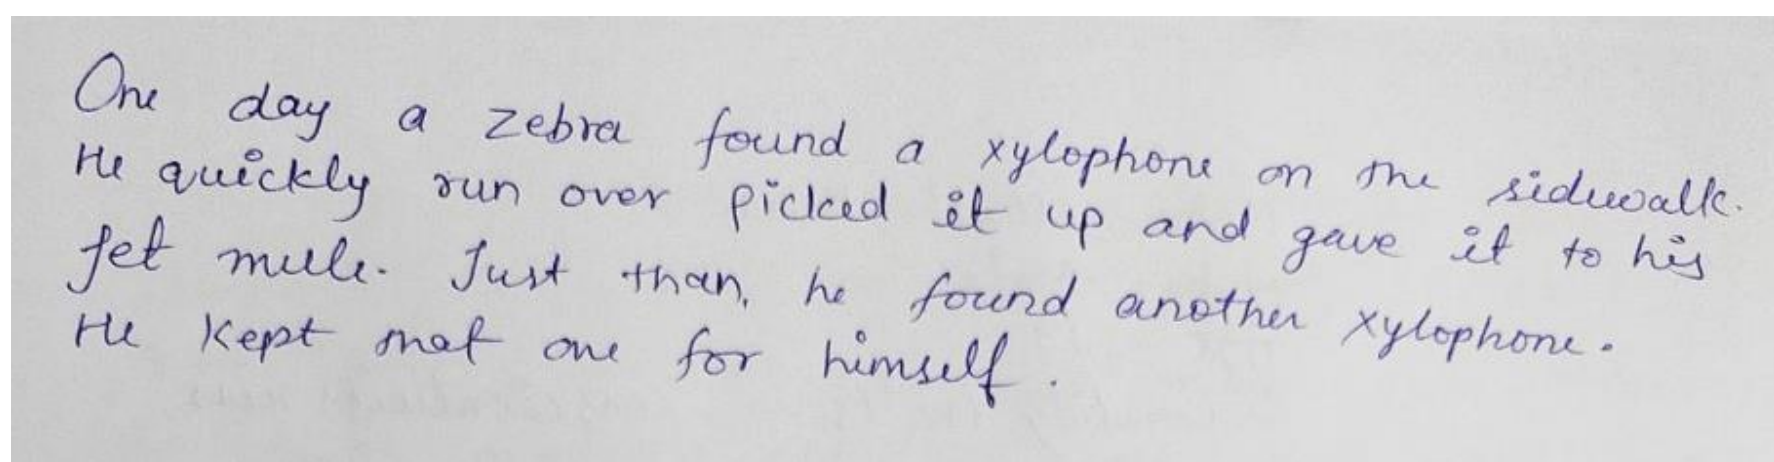 One day a zebra found a xylophone on the sidewalk.
He quickly run over picked it up and gave it to his
fet mule. Just than, he found another xylophone.
He kept that one for himself.